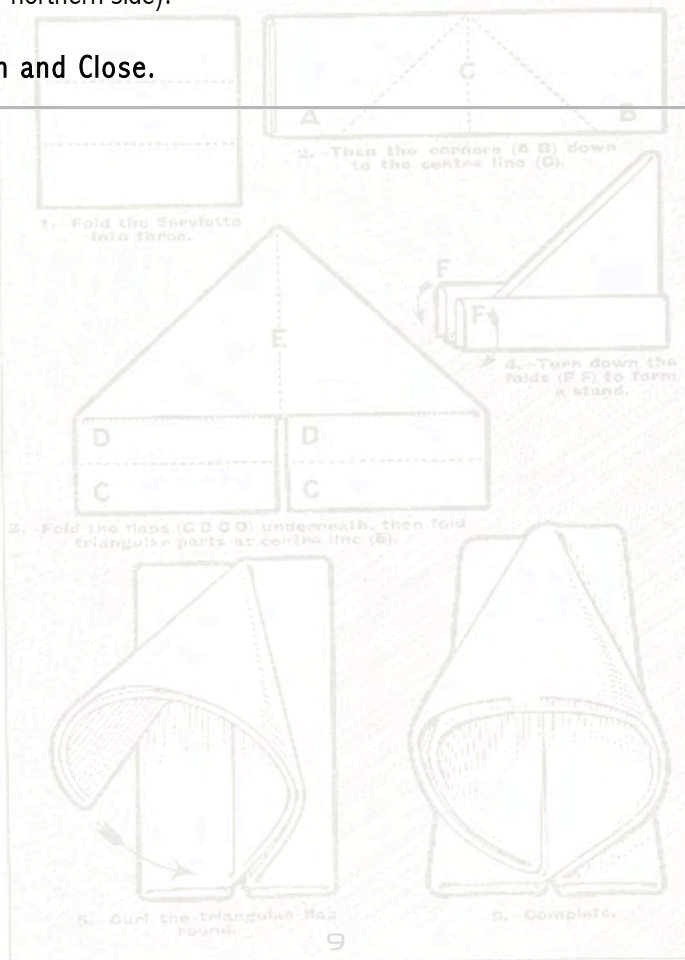 northern side).
n and Close.
C
A
B
2. Then the corners (A B) down
to the centre line (C).
1. Fold the Serviette
into three.
F
F
E
4. Turn down the
folds (F F) to form
a stand.
D
D
C
C
3. Fold the flaps (C D C D) underneath, then fold
triangular parts at centre line (E).
5. Curl the triangular flap
round.
5. Complete.
9